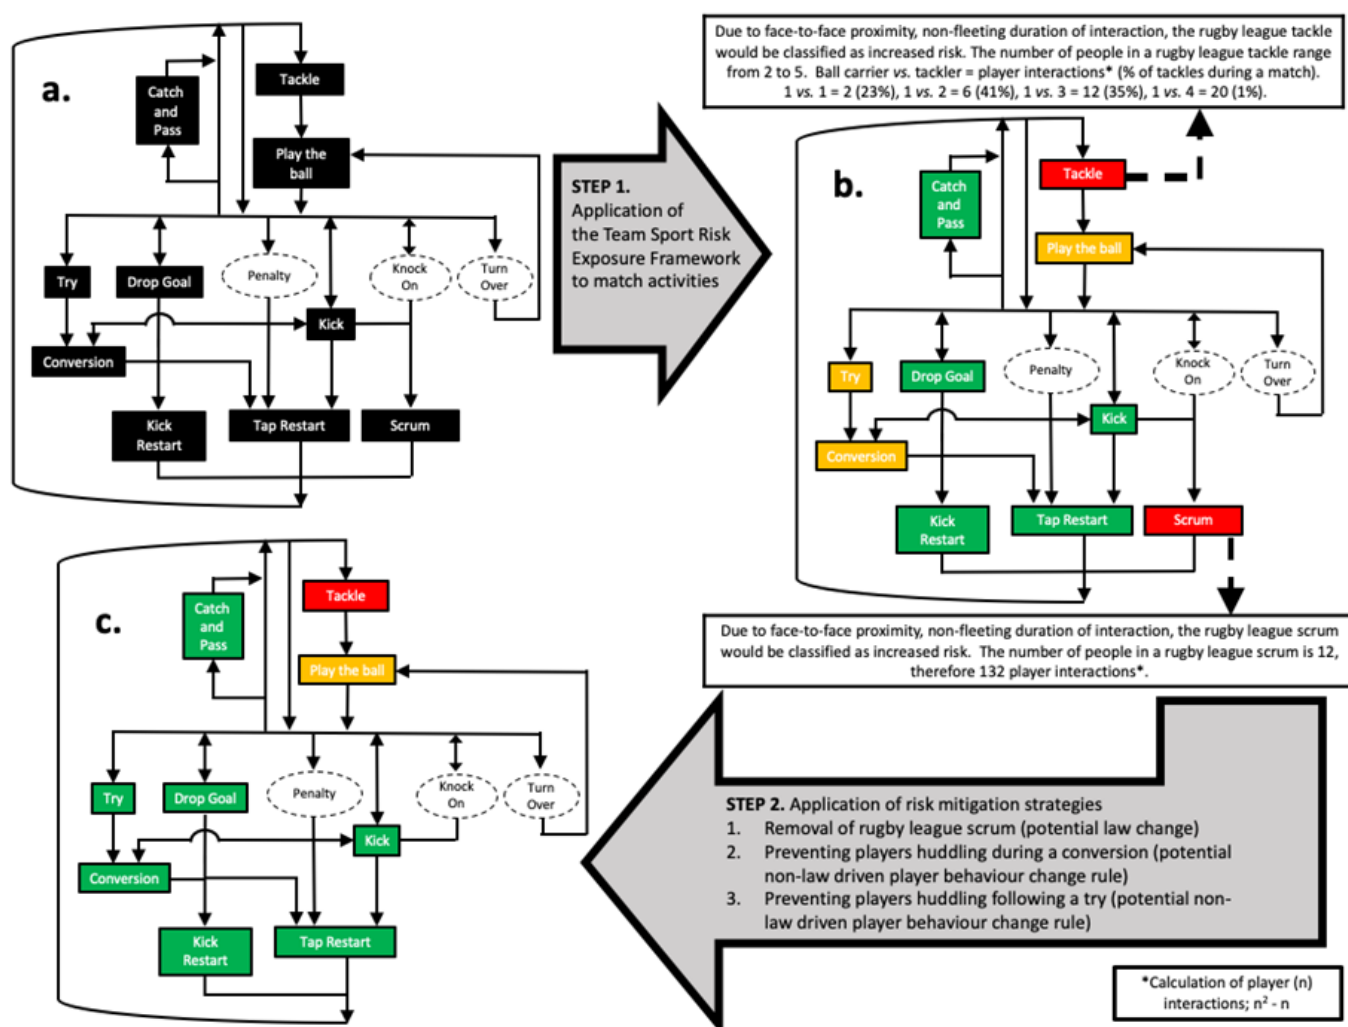 a.
Tackle
Catch
and
Pass
Play the
ball
Try
Drop Goal
Penalty
Knock
On
Turn
Over
Kick
Conversion
Kick
Restart
Tap Restart
Scrum
STEP 1.
Application of
the Team Sport Risk
Exposure Framework
to match activities
Due to face-to-face proximity, non-fleeting duration of interaction, the rugby league tackle
would be classified as increased risk. The number of people in a rugby league tackle range
from 2 to 5. Ball carrier vs. tackler = player interactions* (% of tackles during a match).
1 vs. 1 = 2 (23%), 1 vs. 2 = 6 (41%), 1 vs. 3 = 12 (35%), 1 vs. 4 = 20 (1%).
b.
Tackle
Catch
and
Pass
Play the ball
Try
Drop Goal
Penalty
Knock
On
Turn
Over
Kick
Conversion
Kick
Restart
Tap Restart
Scrum
Due to face-to-face proximity, non-fleeting duration of interaction, the rugby league scrum
would be classified as increased risk. The number of people in a rugby league scrum is 12,
therefore 132 player interactions*.
c.
Tackle
Catch
and
Pass
Play the ball
Try
Drop Goal
Penalty
Knock
On
Turn
Over
Kick
Conversion
Kick
Restart
Tap Restart
STEP 2. Application of risk mitigation strategies
1. Removal of rugby league scrum (potential law change)
2. Preventing players huddling during a conversion (potential
non-law driven player behaviour change rule)
3. Preventing players huddling following a try (potential non-
law driven player behaviour change rule)
*Calculation of player (n)
interactions; n² - n